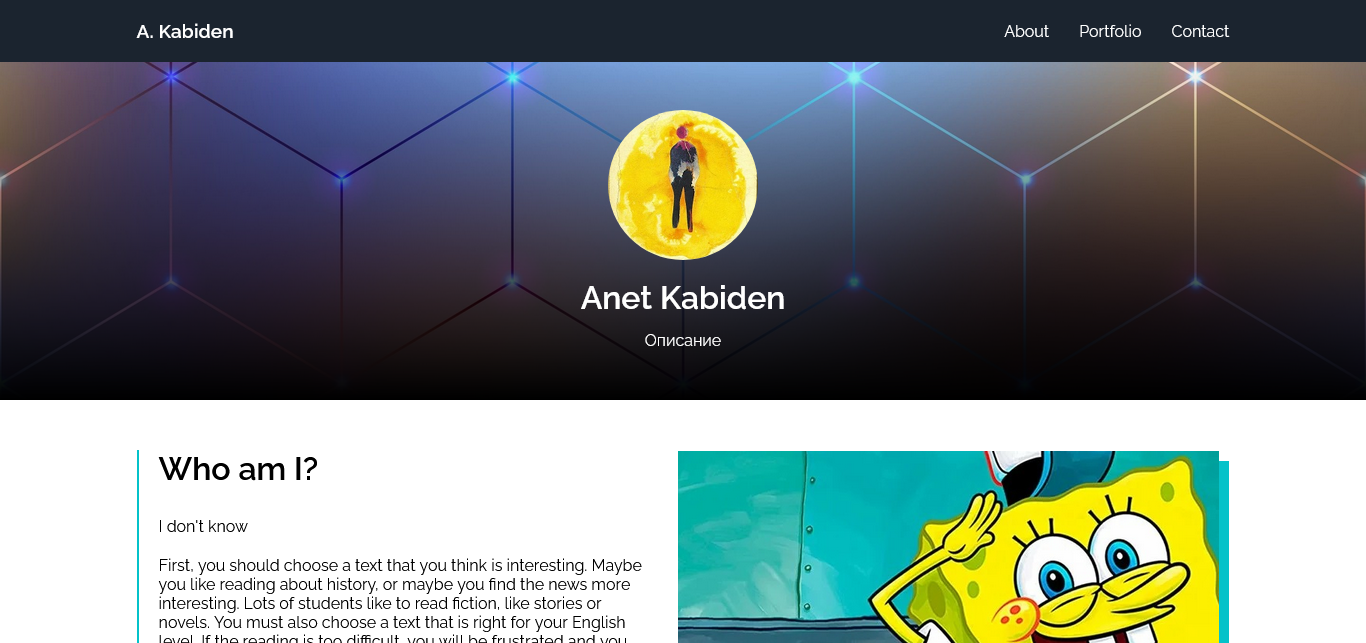 A. Kabiden
About Portfolio Contact
Anet Kabiden
Описание
Who am I?
I don't know
First, you should choose a text that you think is interesting. Maybe
you like reading about history, or maybe you find the news more
interesting. Lots of students like to read fiction, like stories or
novels. You must also choose a text that is right for your English
level. If the reading is too difficult, you will be frustrated and you